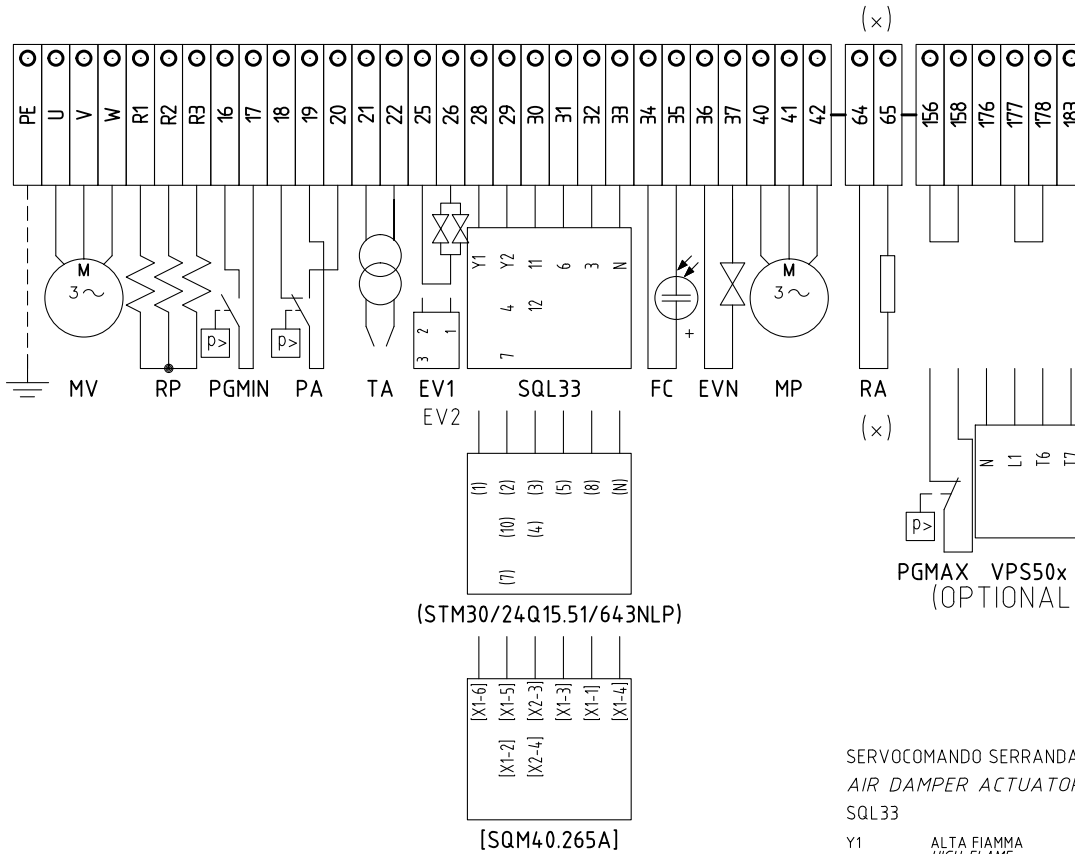 (x)
PE U V W R1 R2 R3 16 17 18 19 20 21 22 25 26 28 29 30 31 32 33 34 35 36 37 40 41 42 64 65 156 158 176 177 178 183
M 3~
p>
p>
3 2 1
Y1 Y2 11 6 3 N
4 12
7
+
M 3~
MV RP PGMIN PA TA EV1 SQL33 FC EVN MP RA
EV2
(x)
(1) (2) (3) (5) (8) (N)
(10) (4)
(7)
N L1 T6 T7
p>
PGMAX VPS50x
(OPTIONAL
(STM30/24Q15.51/643NLP)
[X1-6] [X1-5] [X2-3] [X1-3] [X1-1] [X1-4]
[X1-2] [X2-4]
[SQM40.265A]
SERVOCOMANDO SERRANDA
AIR DAMPER ACTUATOR
SQL33
Y1 ALTA FIAMMA
HIGH FLAME